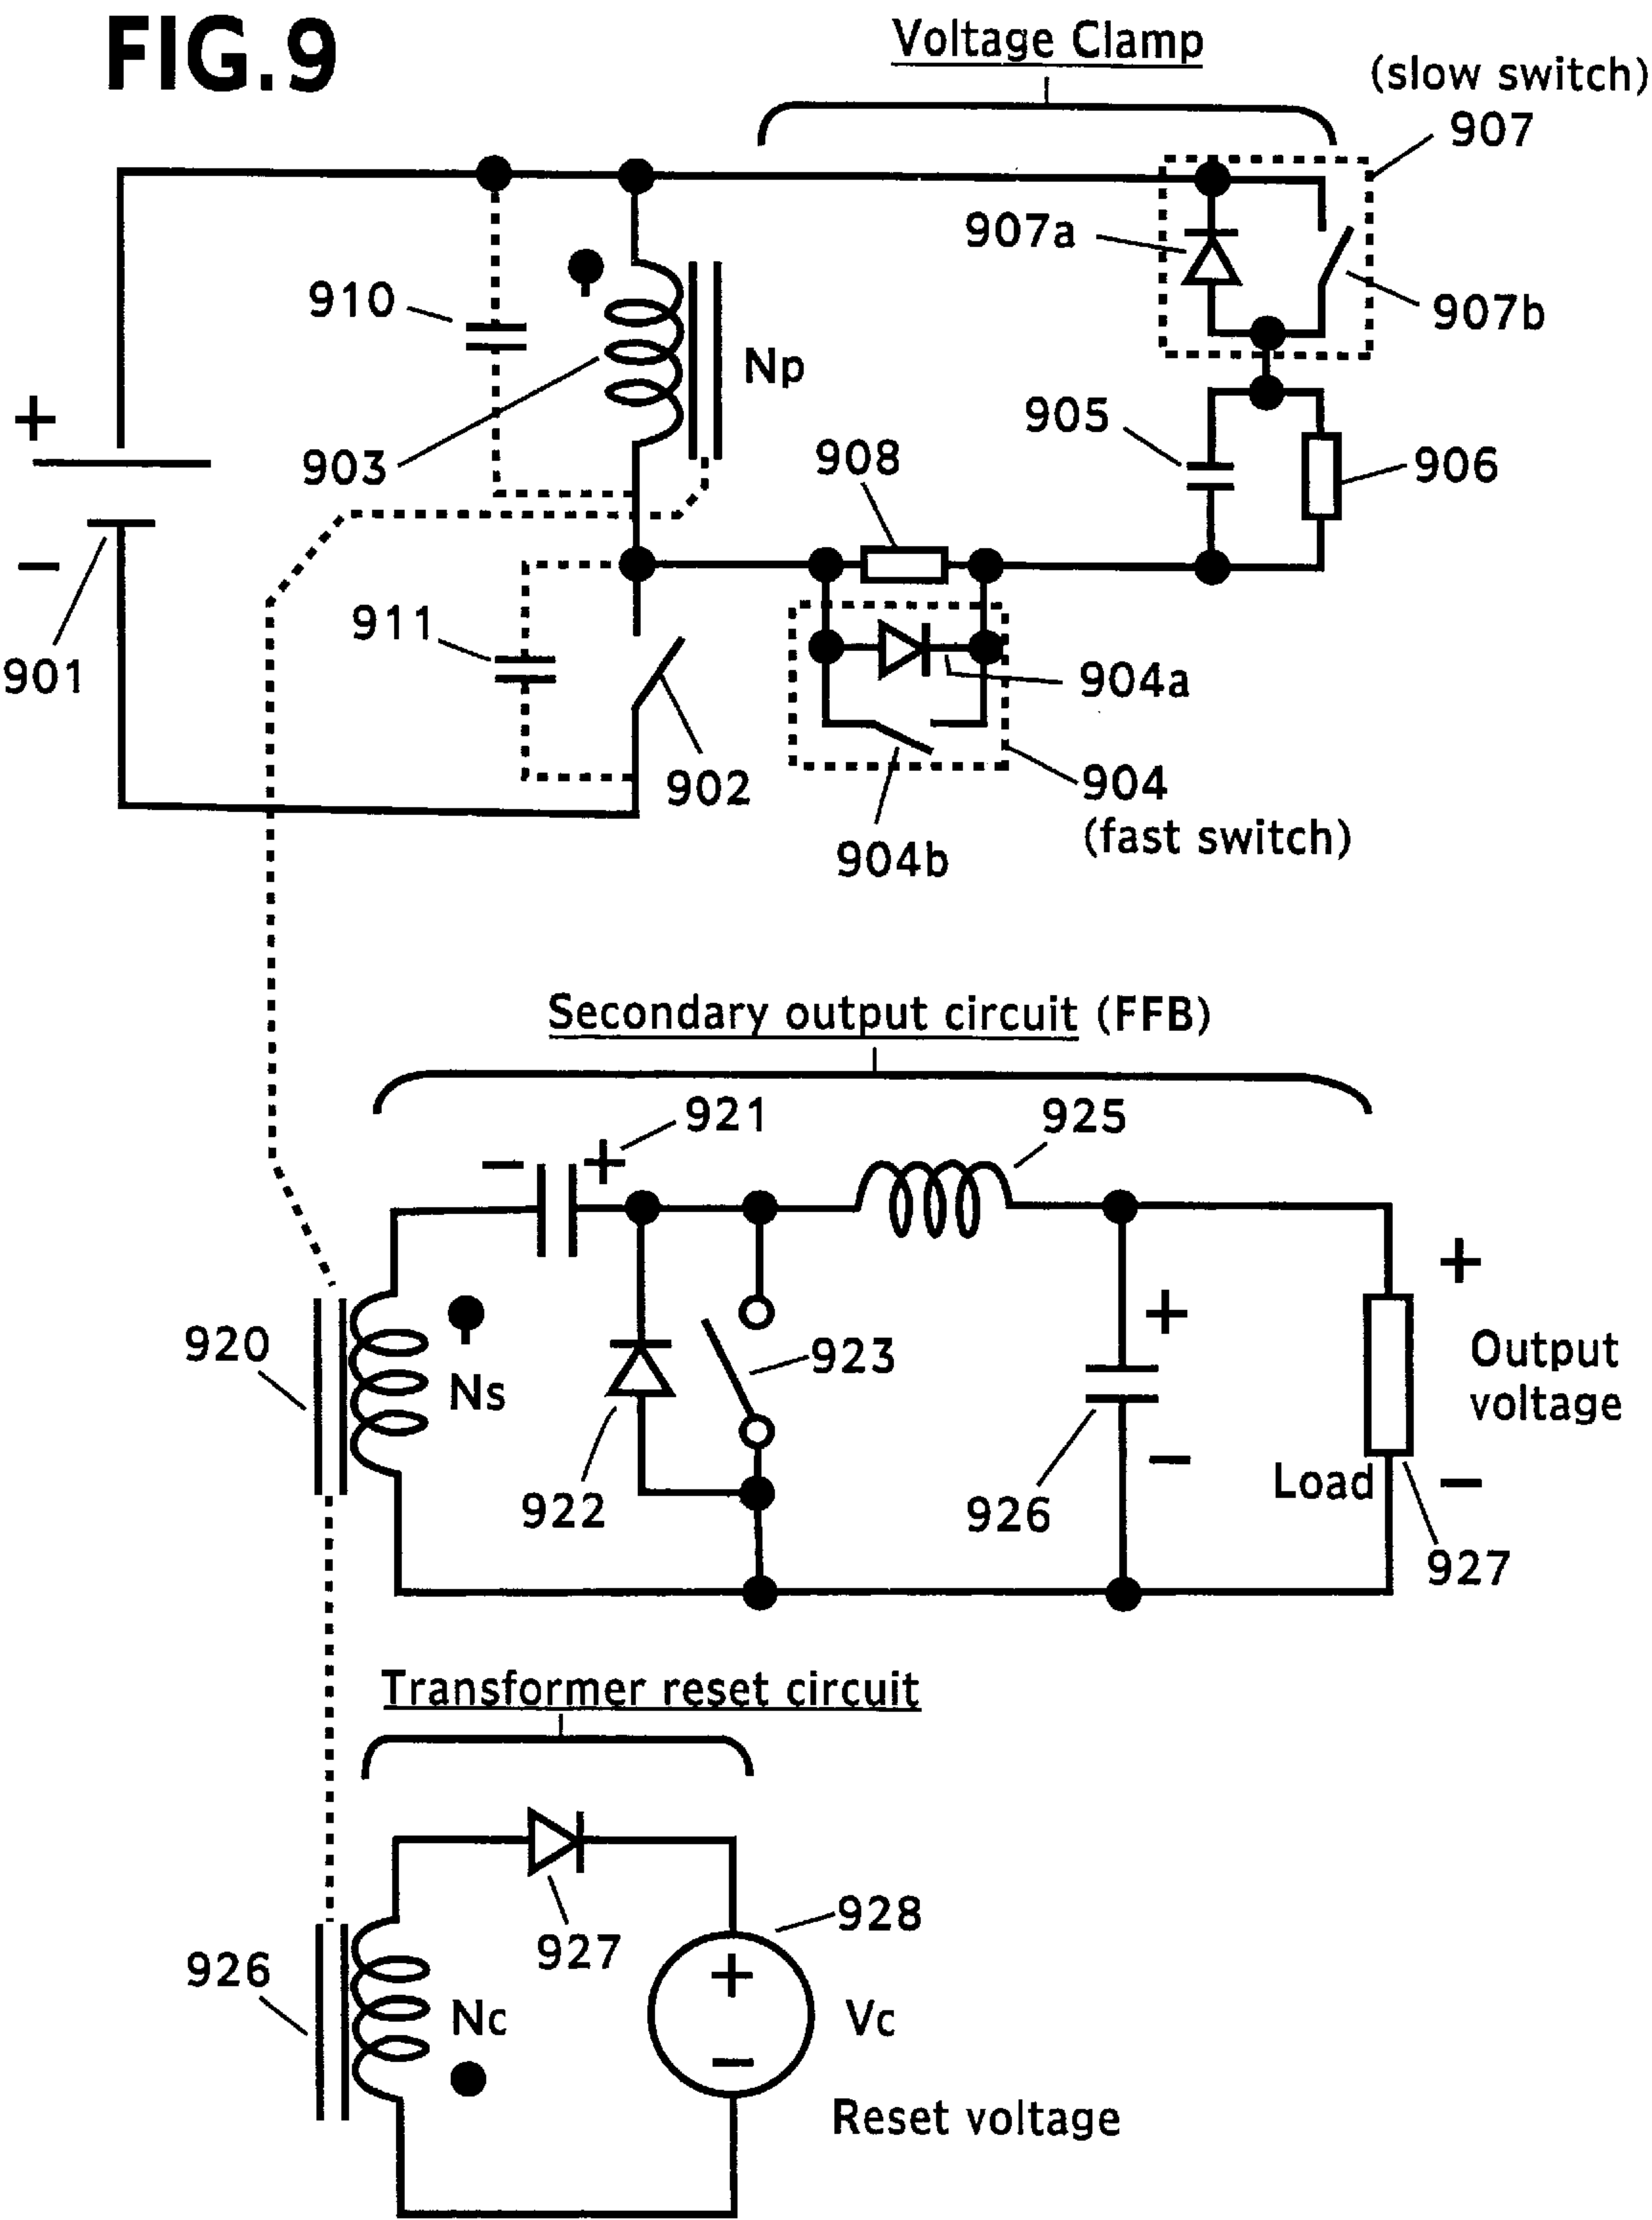 FIG.9
Voltage Clamp
(slow switch)
907
907a
907b
910
Np
+
903
905
906
908
−
901
911
904a
902
904
(fast switch)
904b
Secondary output circuit (FFB)
921
925
−
+
+
920
Ns
923
+
Output
voltage
922
926
−
Load
−
927
Transformer reset circuit
927
928
926
+
Nc
Vc
−
Reset voltage